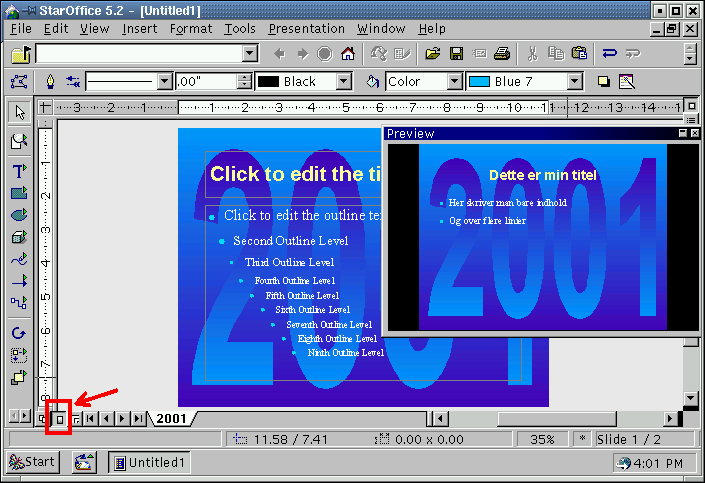 StarOffice 5.2 - [Untitled1]
File Edit View Insert Format Tools Presentation Window Help
.00" Black Color Blue 7
3 2 1 1 2 3 4 5 6 7 8 9 10 11 12 13 14
2001
Click to edit the ti
Click to edit the outline te
Second Outline Level
Third Outline Level
Fourth Outline Level
Fifth Outline Level
Sixth Outline Level
Seventh Outline Level
Eighth Outline Level
Ninth Outline Level
Preview
2001
Dette er min titel
Her skriver man bare indhold
Og over flere linier
2001
11.58 / 7.41 0.00 x 0.00 35% * Slide 1 / 2
Start Untitled1 4:01 PM